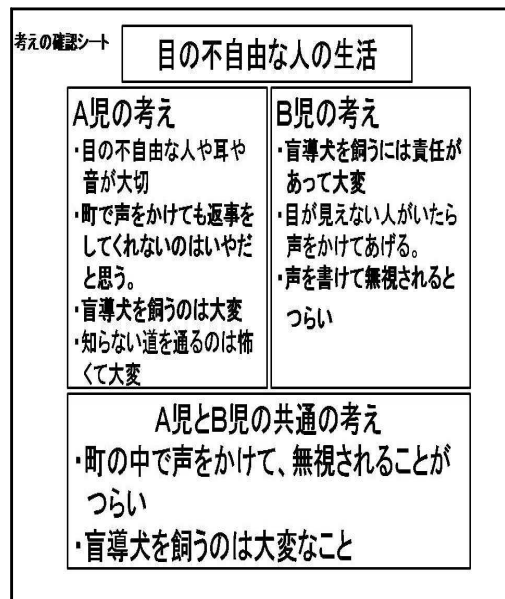 考えの確認シート
目の不自由な人の生活
A児の考え
・目の不自由な人や耳や
音が大切
・町で声をかけても返事を
してくれないのはいやだ
と思う。
・盲導犬を飼うのは大変
・知らない道を通るのは怖
くて大変
B児の考え
・盲導犬を飼うには責任が
あって大変
・目が見えない人がいたら
声をかけてあげる。
・声を書けて無視されると
つらい
A児とB児の共通の考え
・町の中で声をかけて、無視されることが
つらい
・盲導犬を飼うのは大変なこと